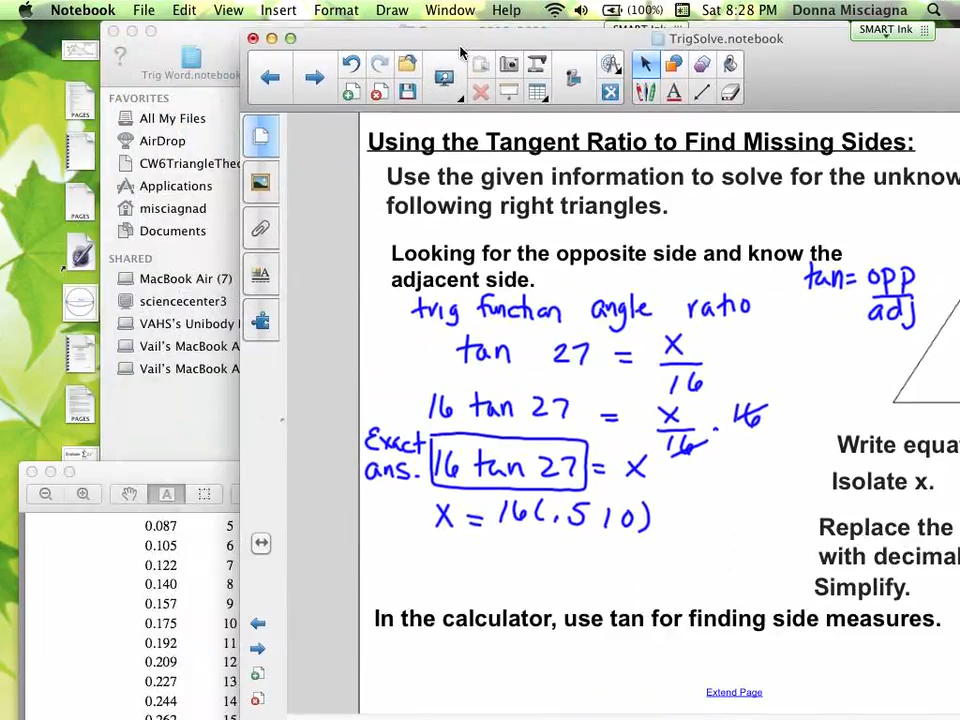 Notebook File Edit View Insert Format Draw Window Help (100%) Sat 8:28 PM Donna Misciagna
SMART Ink
TrigSolve.notebook
Trig Word.notebook
FAVORITES
All My Files
AirDrop
CW6TriangleTheo
Applications
misciagnad
Documents
SHARED
MacBook Air (7)
sciencecenter3
VAHS's Unibody
Vail's MacBook
Vail's MacBook
PAGES
PAGES
PAGES
PAGES
Using the Tangent Ratio to Find Missing Sides:
Use the given information to solve for the unknow
following right triangles.
Looking for the opposite side and know the
adjacent side.
tan = opp
adj
trig function angle ratio
tan 27 = x
16
16 tan 27 = x/16 · 16
Exact
ans. 16 tan 27 = x
x = 16(.510)
Write equa
Isolate x.
Replace the
with decimal
Simplify.
In the calculator, use tan for finding side measures.
Extend Page
0.087 5
0.105 6
0.122 7
0.140 8
0.157 9
0.175 10
0.192 11
0.209 12
0.227 13
0.244 14